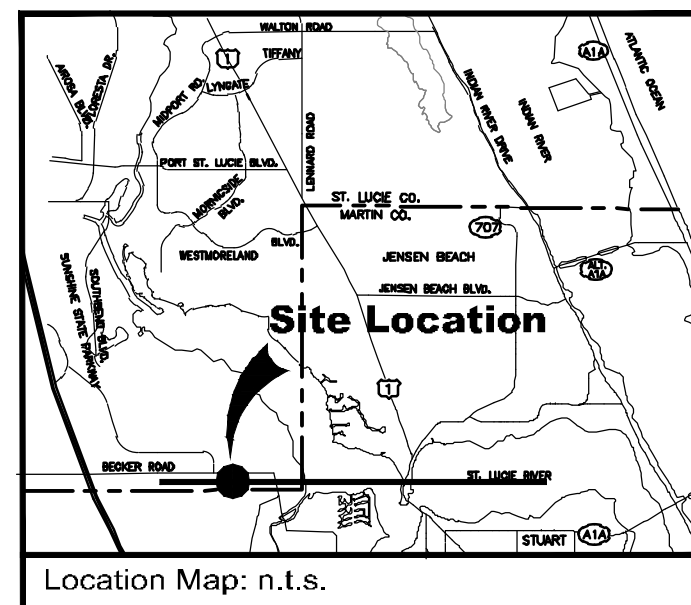 WALTON ROAD
A1A
ATLANTIC OCEAN
1
TIFFANY
AIROSA BLVD.
FLORESTA DR.
MIDPORT RD.
LYNGATE
INDIAN RIVER DRIVE
INDIAN RIVER
LENNARD ROAD
PORT ST. LUCIE BLVD.
MORNIGSIDE
BLVD.
ST. LUCIE CO.
MARTIN CO.
707
WESTMORELAND
BLVD.
JENSEN BEACH
ALT.
A1A
SUNSHINE STATE PARKWAY
SOUTHBEND BLVD.
JENSEN BEACH BLVD.
Site Location
1
BECKER ROAD
ST. LUCIE RIVER
STUART
A1A
Location Map: n.t.s.